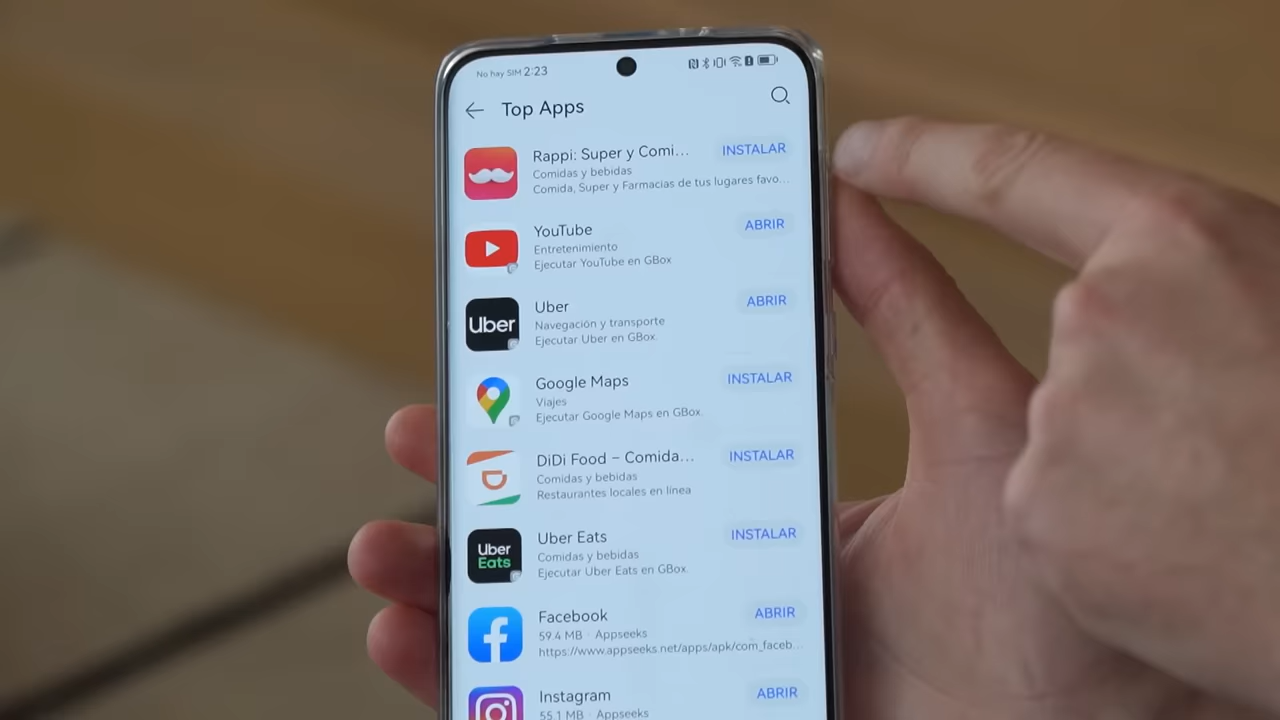 No hay SIM 2:23
Top Apps
Rappi: Super y Comi...
INSTALAR
Comidas y bebidas
Comida, Super y Farmacias de tus lugares favo...
YouTube
ABRIR
Entretenimiento
Ejecutar YouTube en GBox
Uber
Uber
ABRIR
Navegación y transporte
Ejecutar Uber en GBox.
Google Maps
INSTALAR
Viajes
Ejecutar Google Maps en GBox.
DiDi Food – Comida...
INSTALAR
Comidas y bebidas
Restaurantes locales en línea
Uber Eats
Uber Eats
INSTALAR
Comidas y bebidas
Ejecutar Uber Eats en GBox.
Facebook
ABRIR
59.4 MB · Appseeks
https://www.appseeks.net/apps/apk/com_faceb...
Instagram
ABRIR
55.1 MB · Appseeks